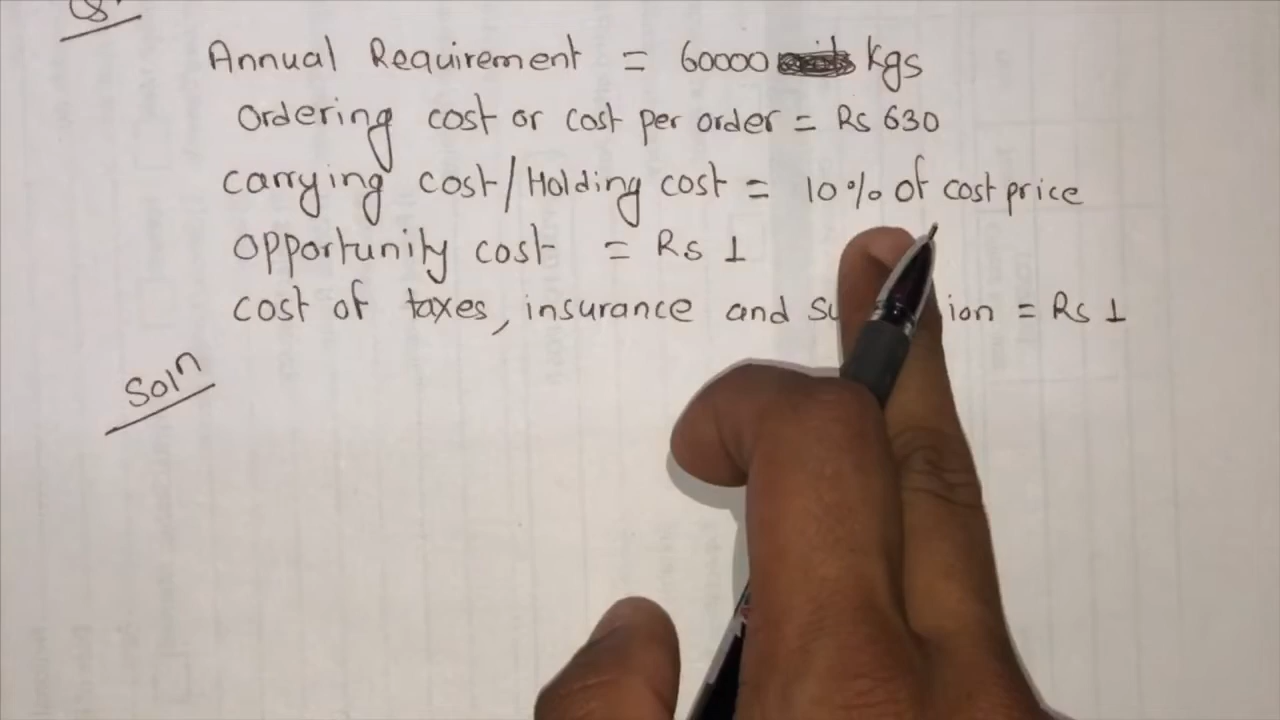 Annual Requirement = 60000 kgs
Ordering cost or cost per order = Rs 630
Carrying cost/Holding cost = 10% of cost price
Opportunity cost = Rs 1
Cost of taxes, insurance and = Rs 1
Soln